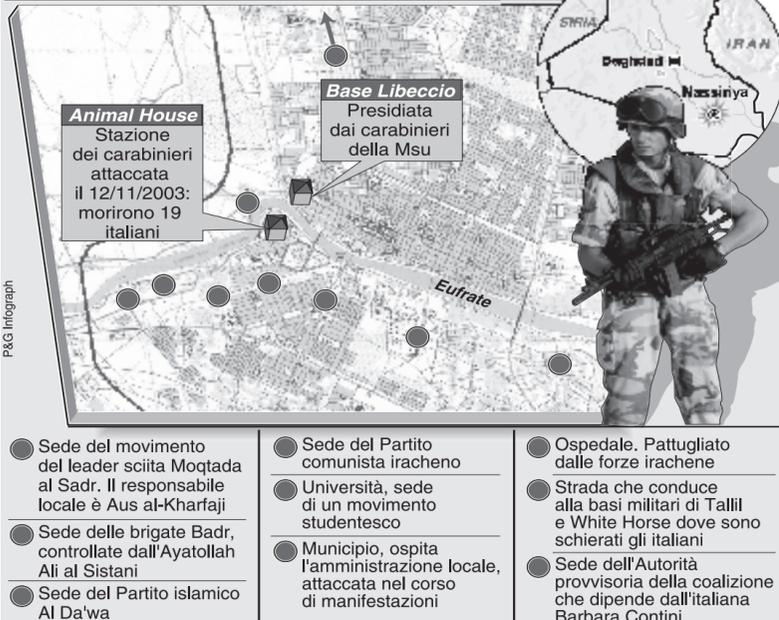 SIRIA
IRAN
Baghdad
Nassiriya
Base Libeccio
Presidiata
dai carabinieri
della Msu
Animal House
Stazione
dei carabinieri
attaccata
il 12/11/2003:
morirono 19
italiani
Eufrate
P&G Infograph
Sede del movimento
del leader sciita Moqtada
al Sadr. Il responsabile
locale è Aus al-Kharfaji
Sede delle brigate Badr,
controllate dall'Ayatollah
Ali al Sistani
Sede del Partito islamico
Al Da'wa
Sede del Partito
comunista iracheno
Università, sede
di un movimento
studentesco
Municipio, ospita
l'amministrazione locale,
attaccata nel corso
di manifestazioni
Ospedale. Pattugliato
dalle forze irachene
Strada che conduce
alla basi militari di Tallil
e White Horse dove sono
schierati gli italiani
Sede dell'Autorità
provvisoria della coalizione
che dipende dall'italiana
Barbara Contini